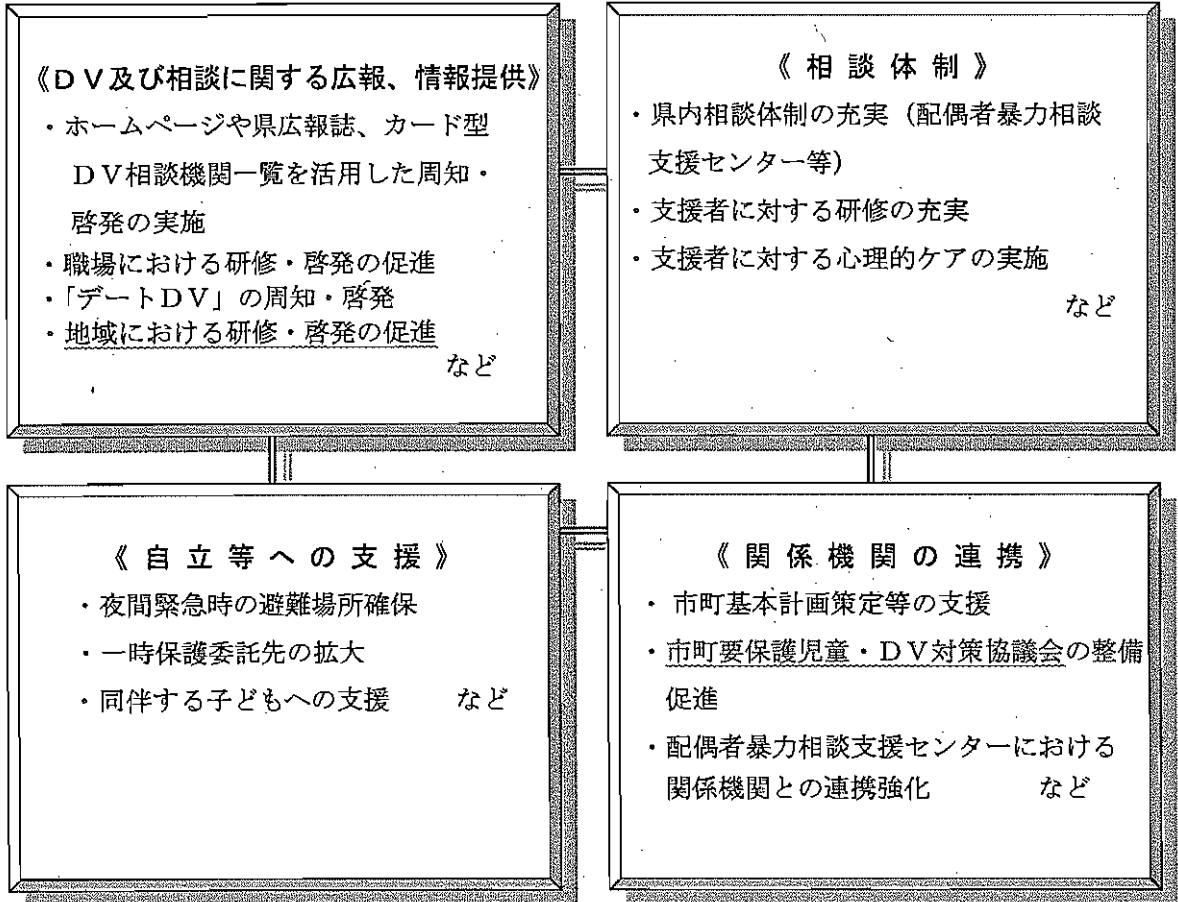 《DV及び相談に関する広報、情報提供》
・ホームページや県広報誌、カード型
DV相談機関一覧を活用した周知・
啓発の実施
・職場における研修・啓発の促進
・「デートDV」の周知・啓発
・地域における研修・啓発の促進
など
《相談体制》
・県内相談体制の充実（配偶者暴力相談
支援センター等）
・支援者に対する研修の充実
・支援者に対する心理的ケアの実施
など
《自立等への支援》
・夜間緊急時の避難場所確保
・一時保護委託先の拡大
・同伴する子どもへの支援　など
《関係機関の連携》
・市町基本計画策定等の支援
・市町要保護児童・DV対策協議会の整備
促進
・配偶者暴力相談支援センターにおける
関係機関との連携強化　など